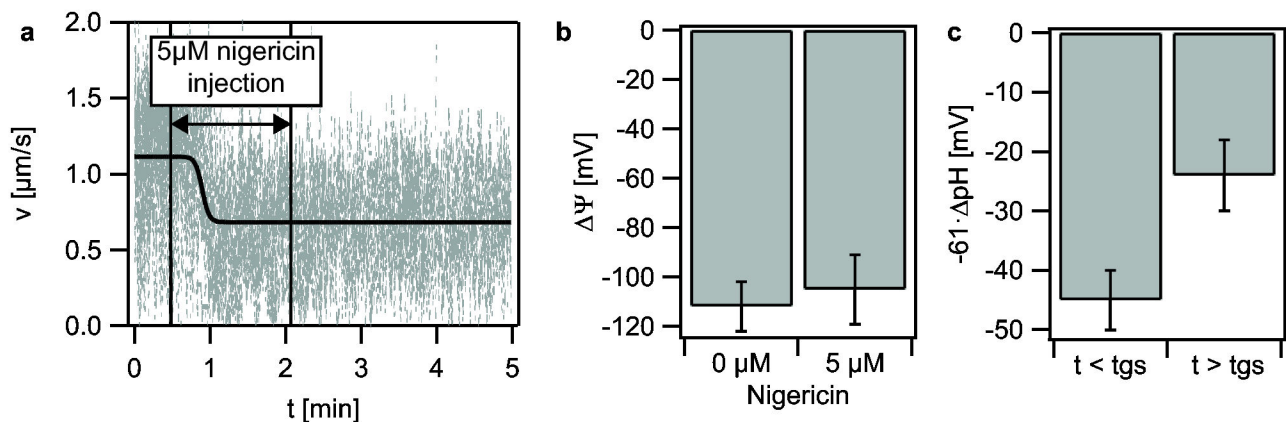 a
2.0
1.5
1.0
0.5
0.0
v [µm/s]
5µM nigericin
injection
0 1 2 3 4 5
t [min]
b
0
-20
-40
-60
-80
-100
-120
ΔΨ [mV]
0 µM 5 µM
Nigericin
c
0
-10
-20
-30
-40
-50
-61·ΔpH [mV]
t < tgs t > tgs